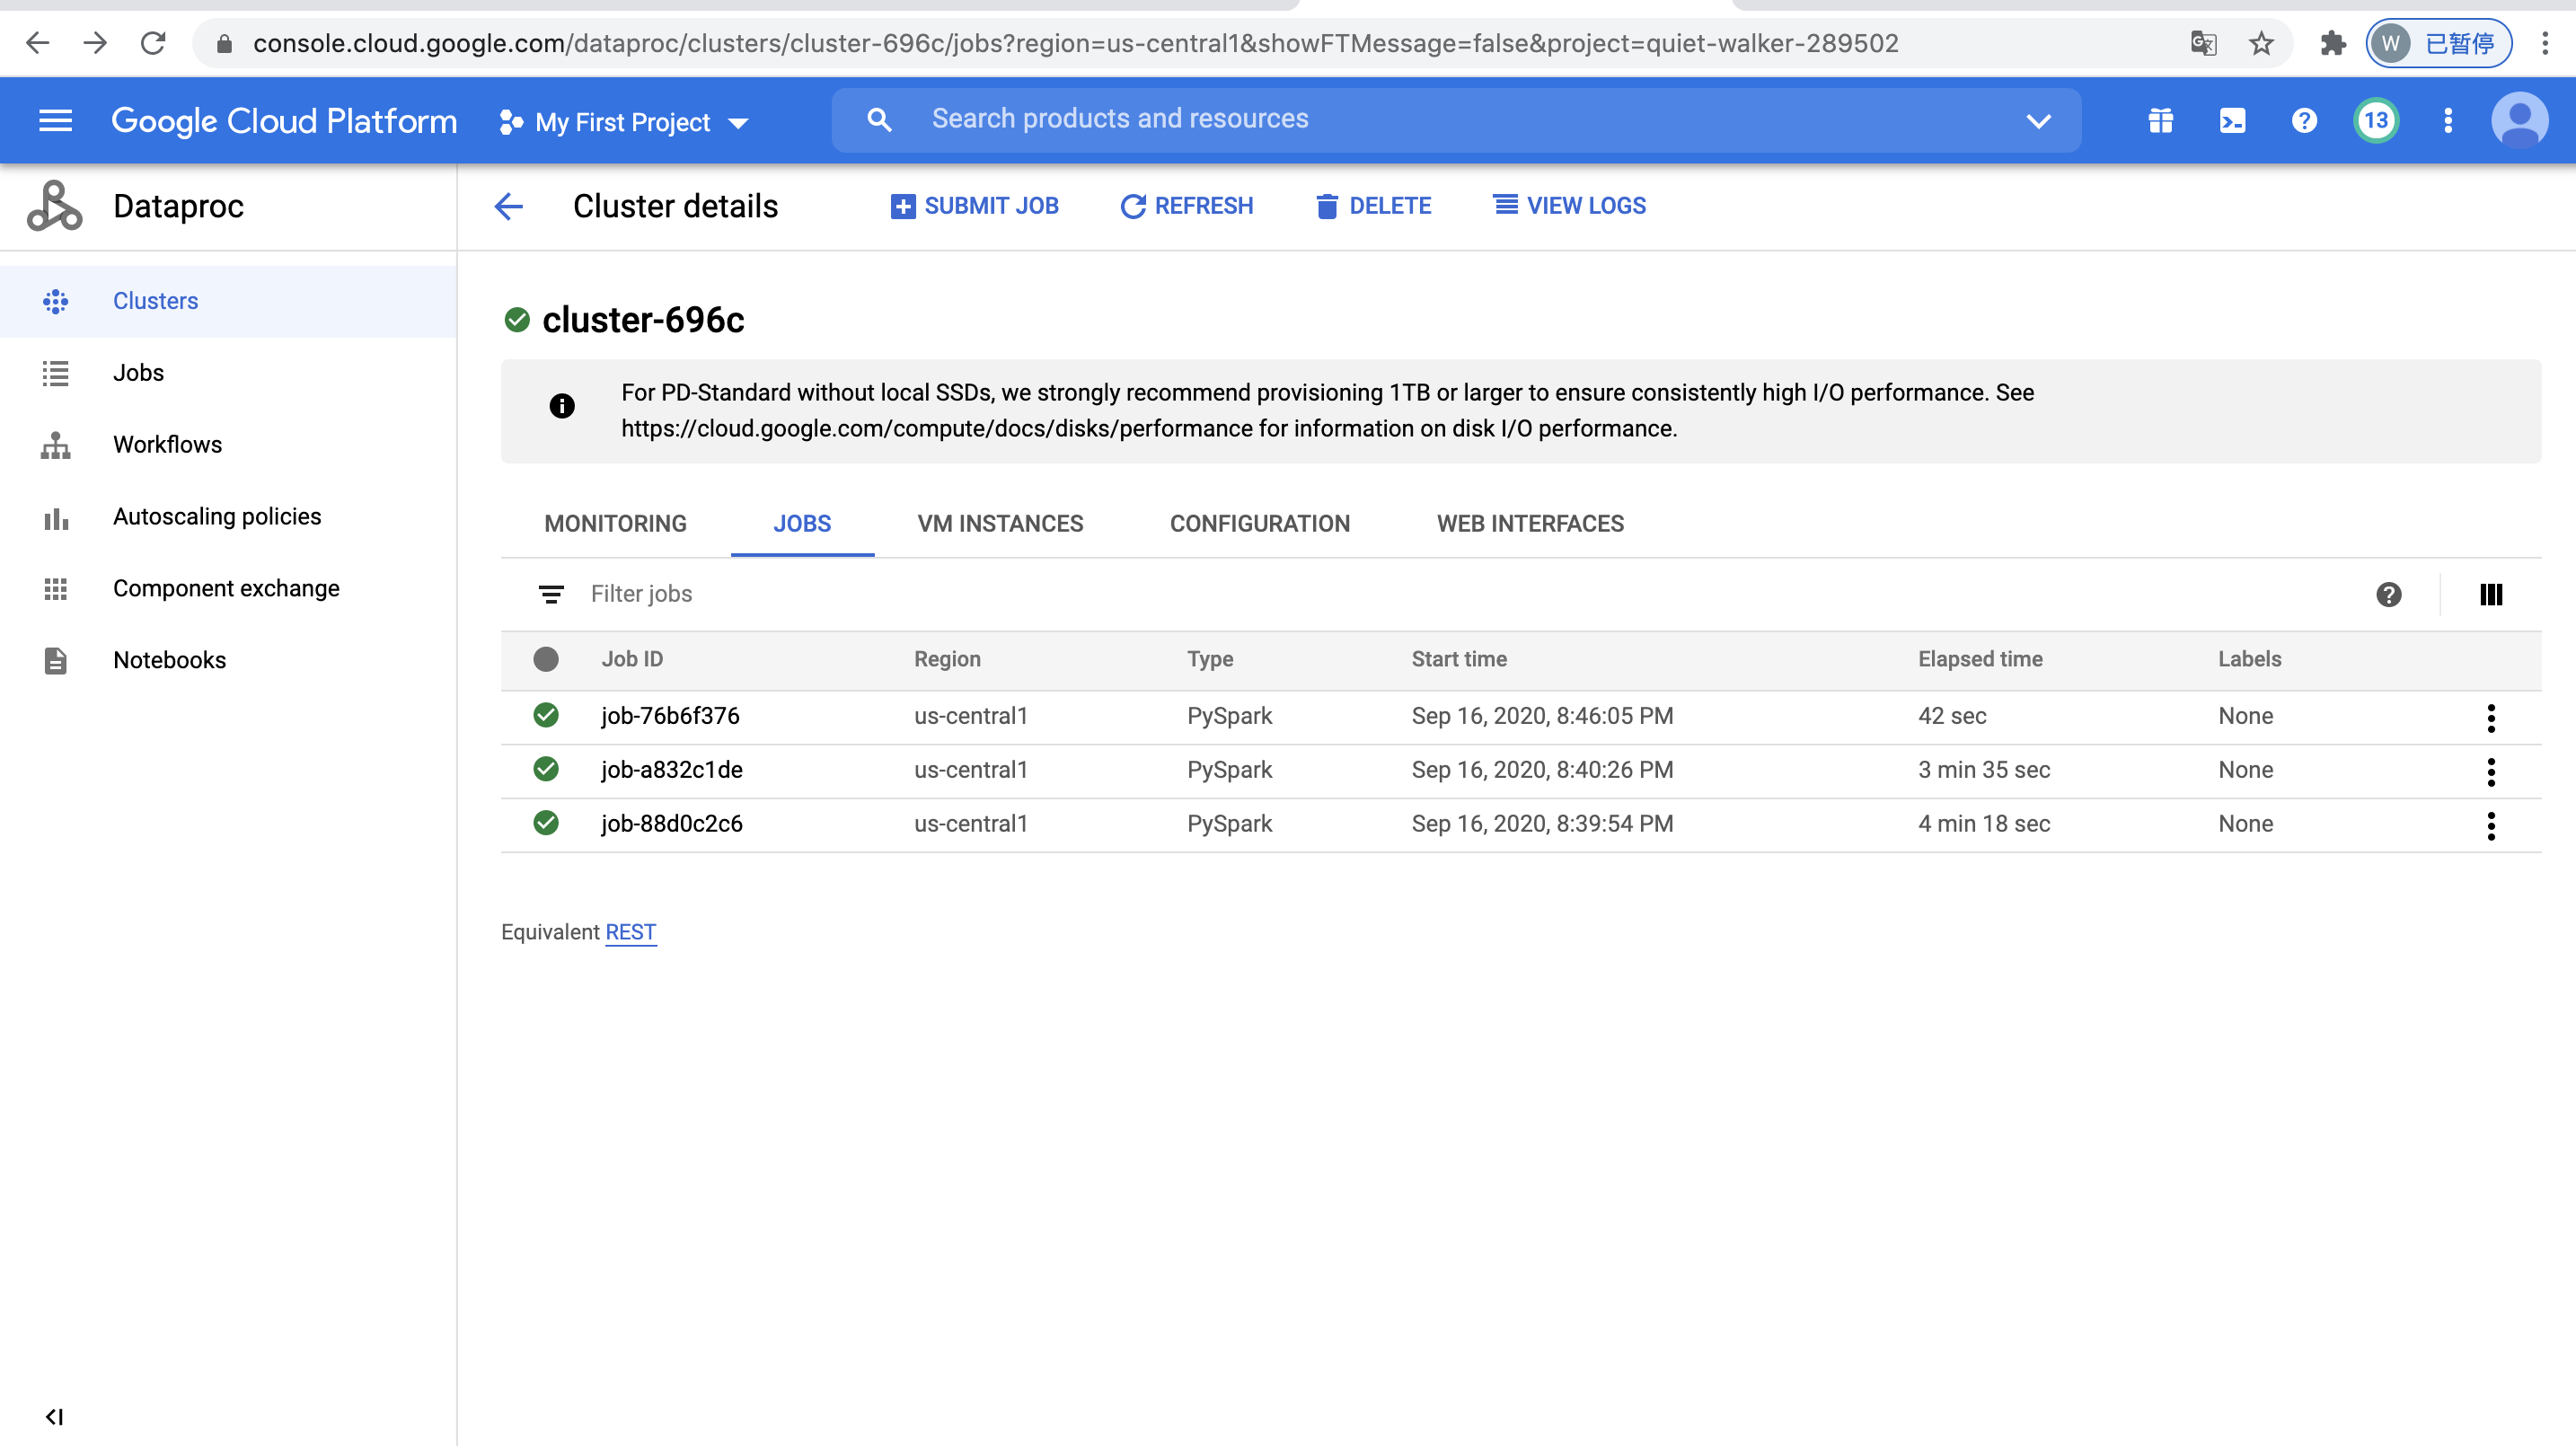 console.cloud.google.com/dataproc/clusters/cluster-696c/jobs?region=us-central1&showFTMessage=false&project=quiet-walker-289502
W 已暂停
Google Cloud Platform
My First Project
Search products and resources
13
Dataproc
Cluster details
SUBMIT JOB
REFRESH
DELETE
VIEW LOGS
Clusters
Jobs
Workflows
Autoscaling policies
Component exchange
Notebooks
cluster-696c
For PD-Standard without local SSDs, we strongly recommend provisioning 1TB or larger to ensure consistently high I/O performance. See
https://cloud.google.com/compute/docs/disks/performance for information on disk I/O performance.
MONITORING JOBS VM INSTANCES CONFIGURATION WEB INTERFACES
Filter jobs
Job ID Region Type Start time Elapsed time Labels
job-76b6f376 us-central1 PySpark Sep 16, 2020, 8:46:05 PM 42 sec None
job-a832c1de us-central1 PySpark Sep 16, 2020, 8:40:26 PM 3 min 35 sec None
job-88d0c2c6 us-central1 PySpark Sep 16, 2020, 8:39:54 PM 4 min 18 sec None
Equivalent REST